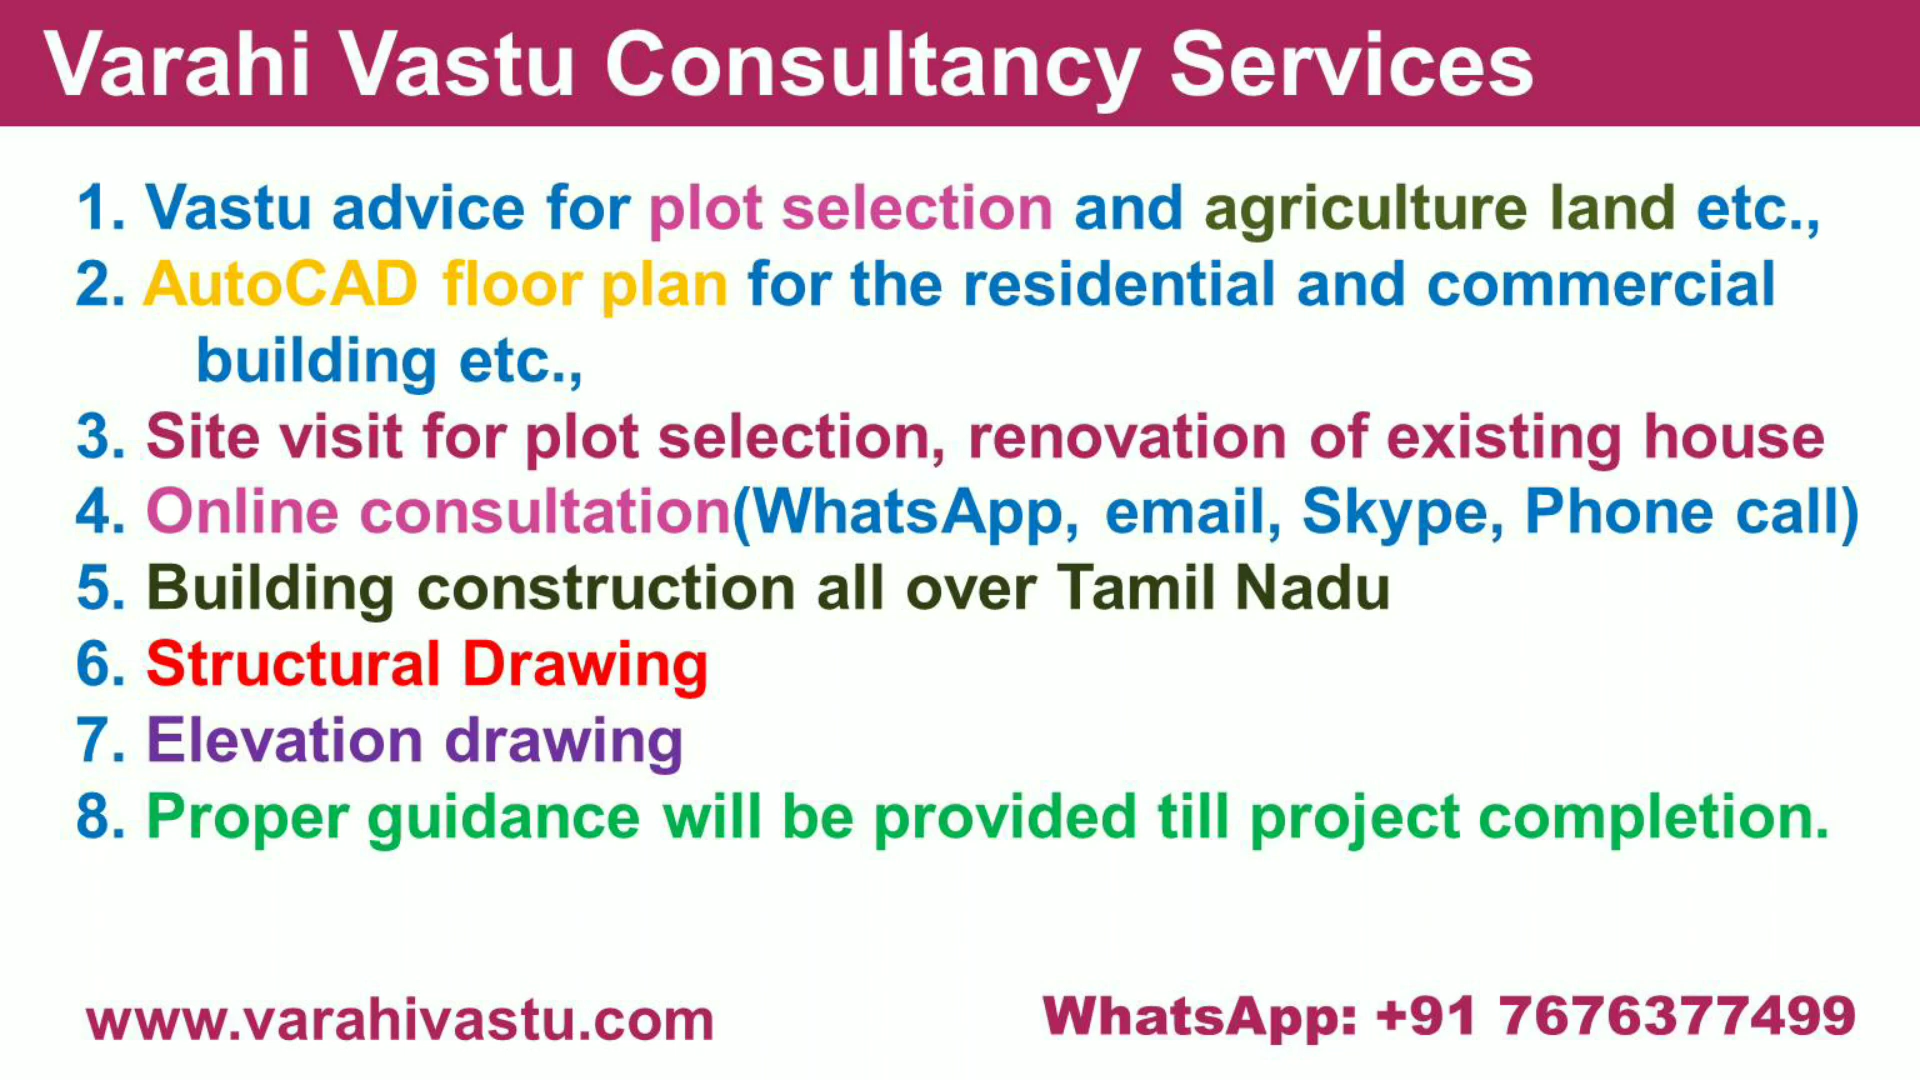 Varahi Vastu Consultancy Services
1. Vastu advice for plot selection and agriculture land etc.,
2. AutoCAD floor plan for the residential and commercial
building etc.,
3. Site visit for plot selection, renovation of existing house
4. Online consultation(WhatsApp, email, Skype, Phone call)
5. Building construction all over Tamil Nadu
6. Structural Drawing
7. Elevation drawing
8. Proper guidance will be provided till project completion.
www.varahivastu.com
WhatsApp: +91 7676377499